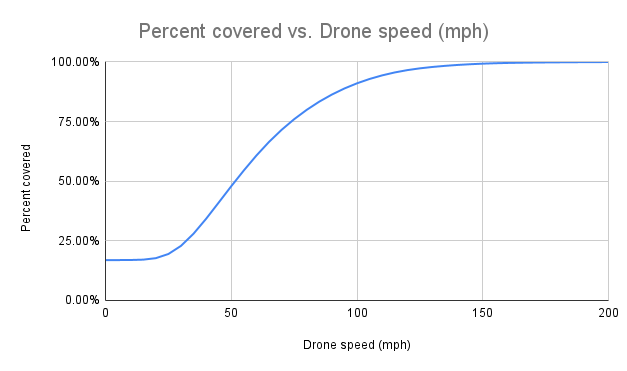 Percent covered vs. Drone speed (mph)
100.00%
75.00%
50.00%
25.00%
0.00%
Percent covered
0 50 100 150 200
Drone speed (mph)